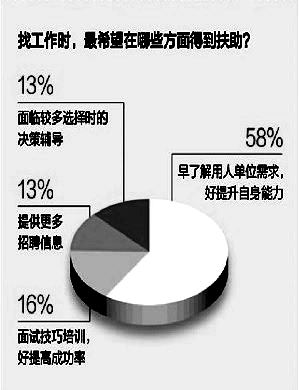 找工作时，最希望在哪些方面得到扶助？
13%
面临较多选择时的
决策辅导
58%
早了解用人单位需求，
好提升自身能力
13%
提供更多
招聘信息
16%
面试技巧培训，
好提高成功率